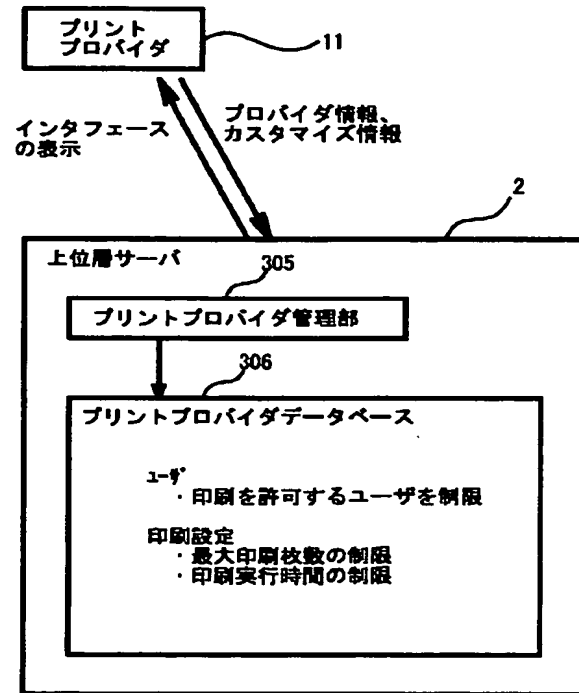 プリント
プロバイダ
11
インタフェース
の表示
プロバイダ情報、
カスタマイズ情報
2
上位層サーバ
305
プリントプロバイダ管理部
306
プリントプロバイダデータベース
ユーザ
・印刷を許可するユーザを制限
印刷設定
・最大印刷枚数の制限
・印刷実行時間の制限